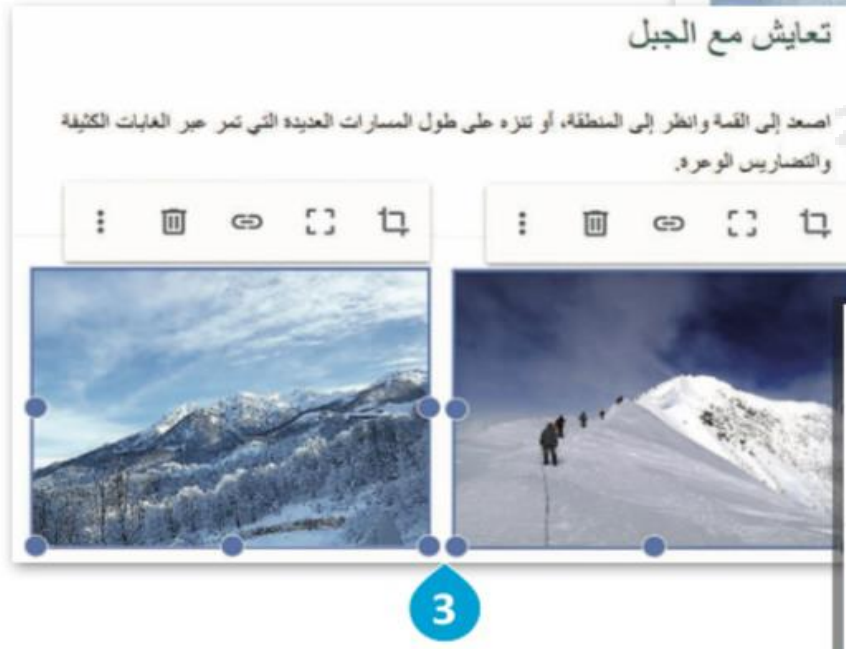 تعايش مع الجبل
اصعد إلى القمة وانظر إلى المنطقة، أو تنزه على طول المسارات العديدة التي تمر عبر الغابات الكثيفة
والتضاريس الوعرة.
3